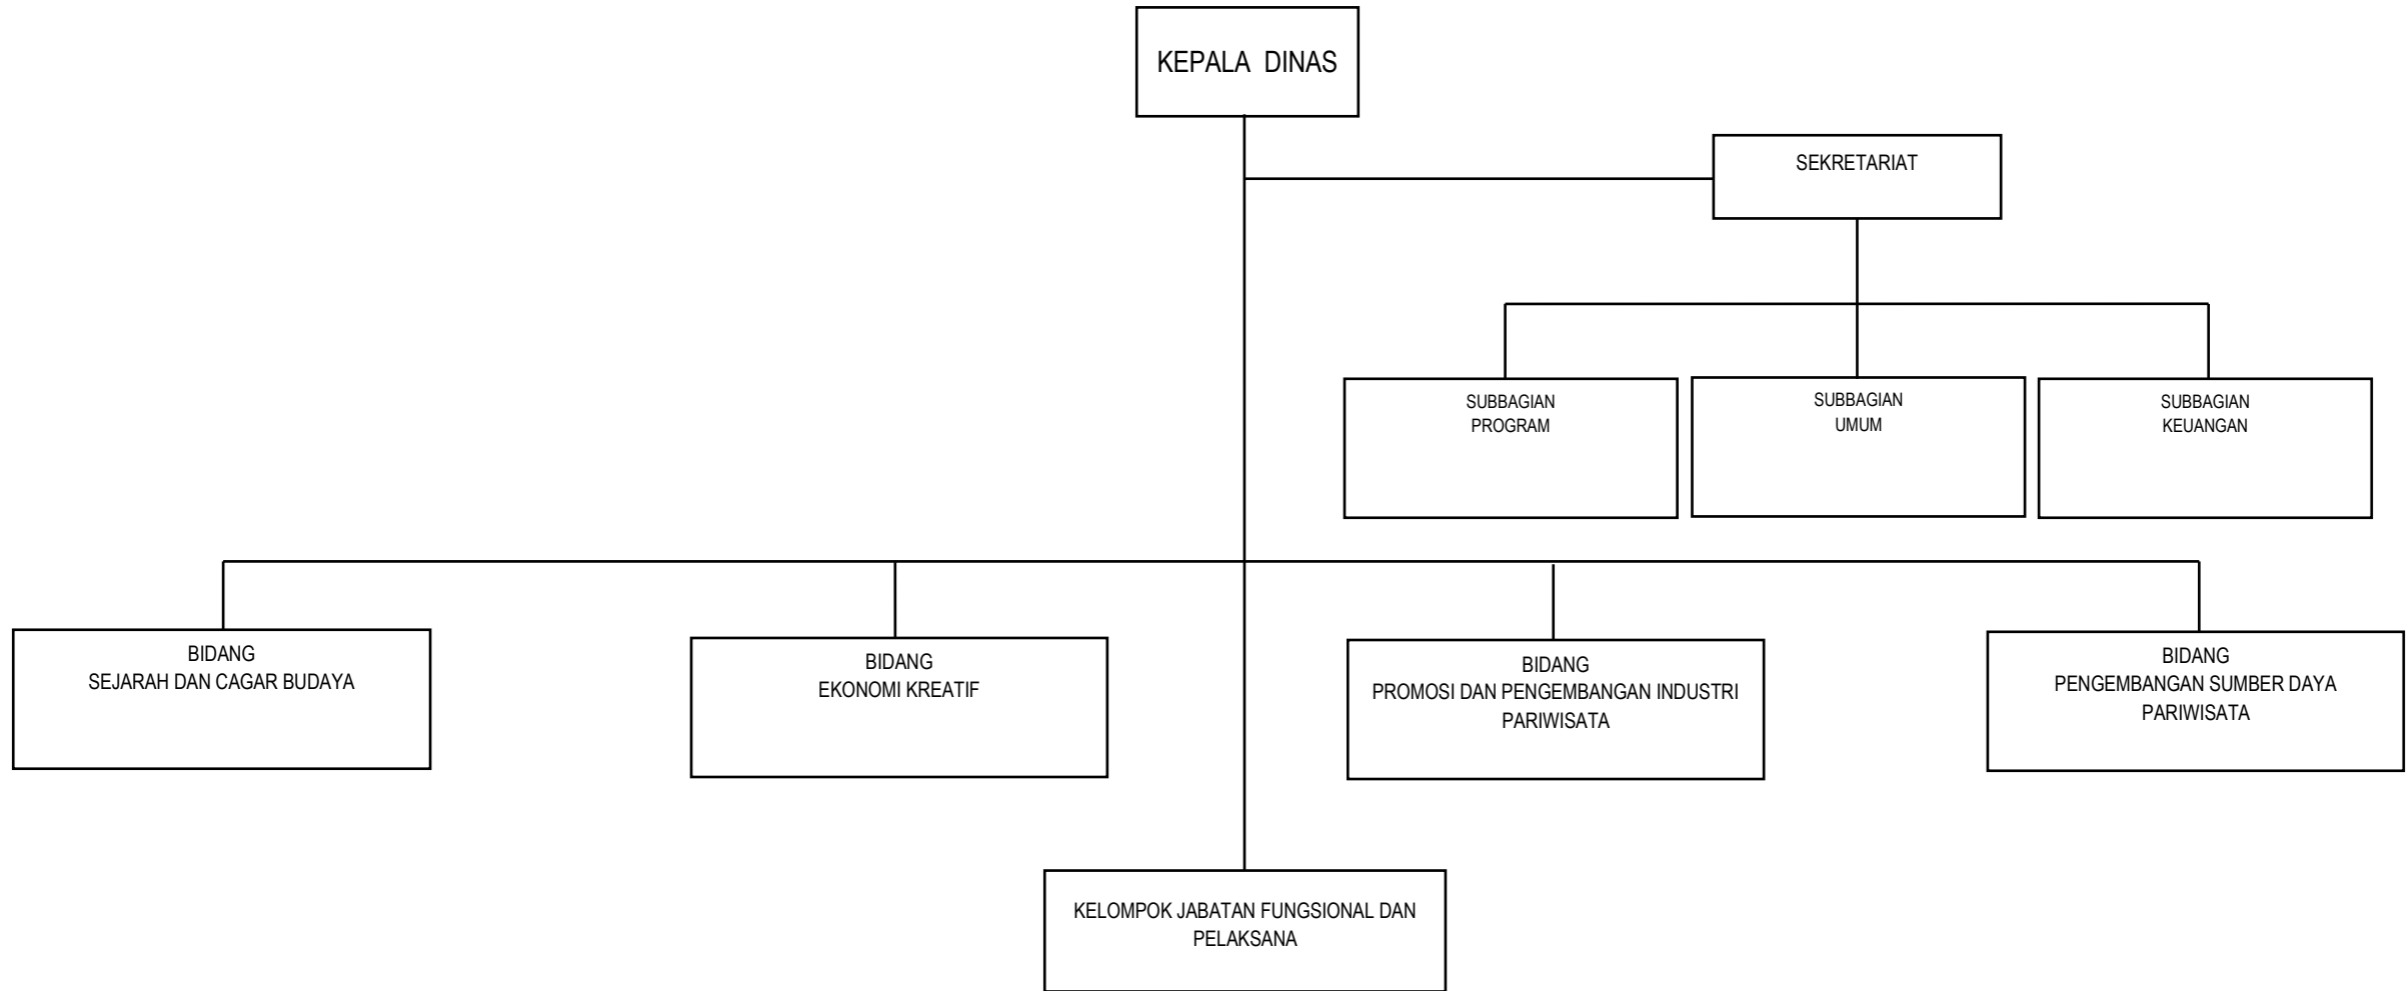 KEPALA DINAS
SEKRETARIAT
SUBBAGIAN
PROGRAM
SUBBAGIAN
UMUM
SUBBAGIAN
KEUANGAN
BIDANG
SEJARAH DAN CAGAR BUDAYA
BIDANG
EKONOMI KREATIF
BIDANG
PROMOSI DAN PENGEMBANGAN INDUSTRI
PARIWISATA
BIDANG
PENGEMBANGAN SUMBER DAYA
PARIWISATA
KELOMPOK JABATAN FUNGSIONAL DAN
PELAKSANA